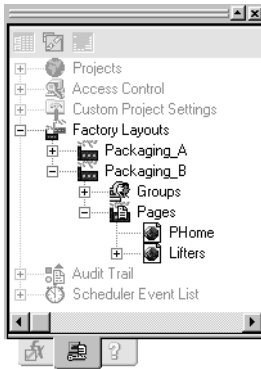 Projects
Access Control
Custom Project Settings
Factory Layouts
Packaging_A
Packaging_B
Groups
Pages
PHome
Lifters
Audit Trail
Scheduler Event List